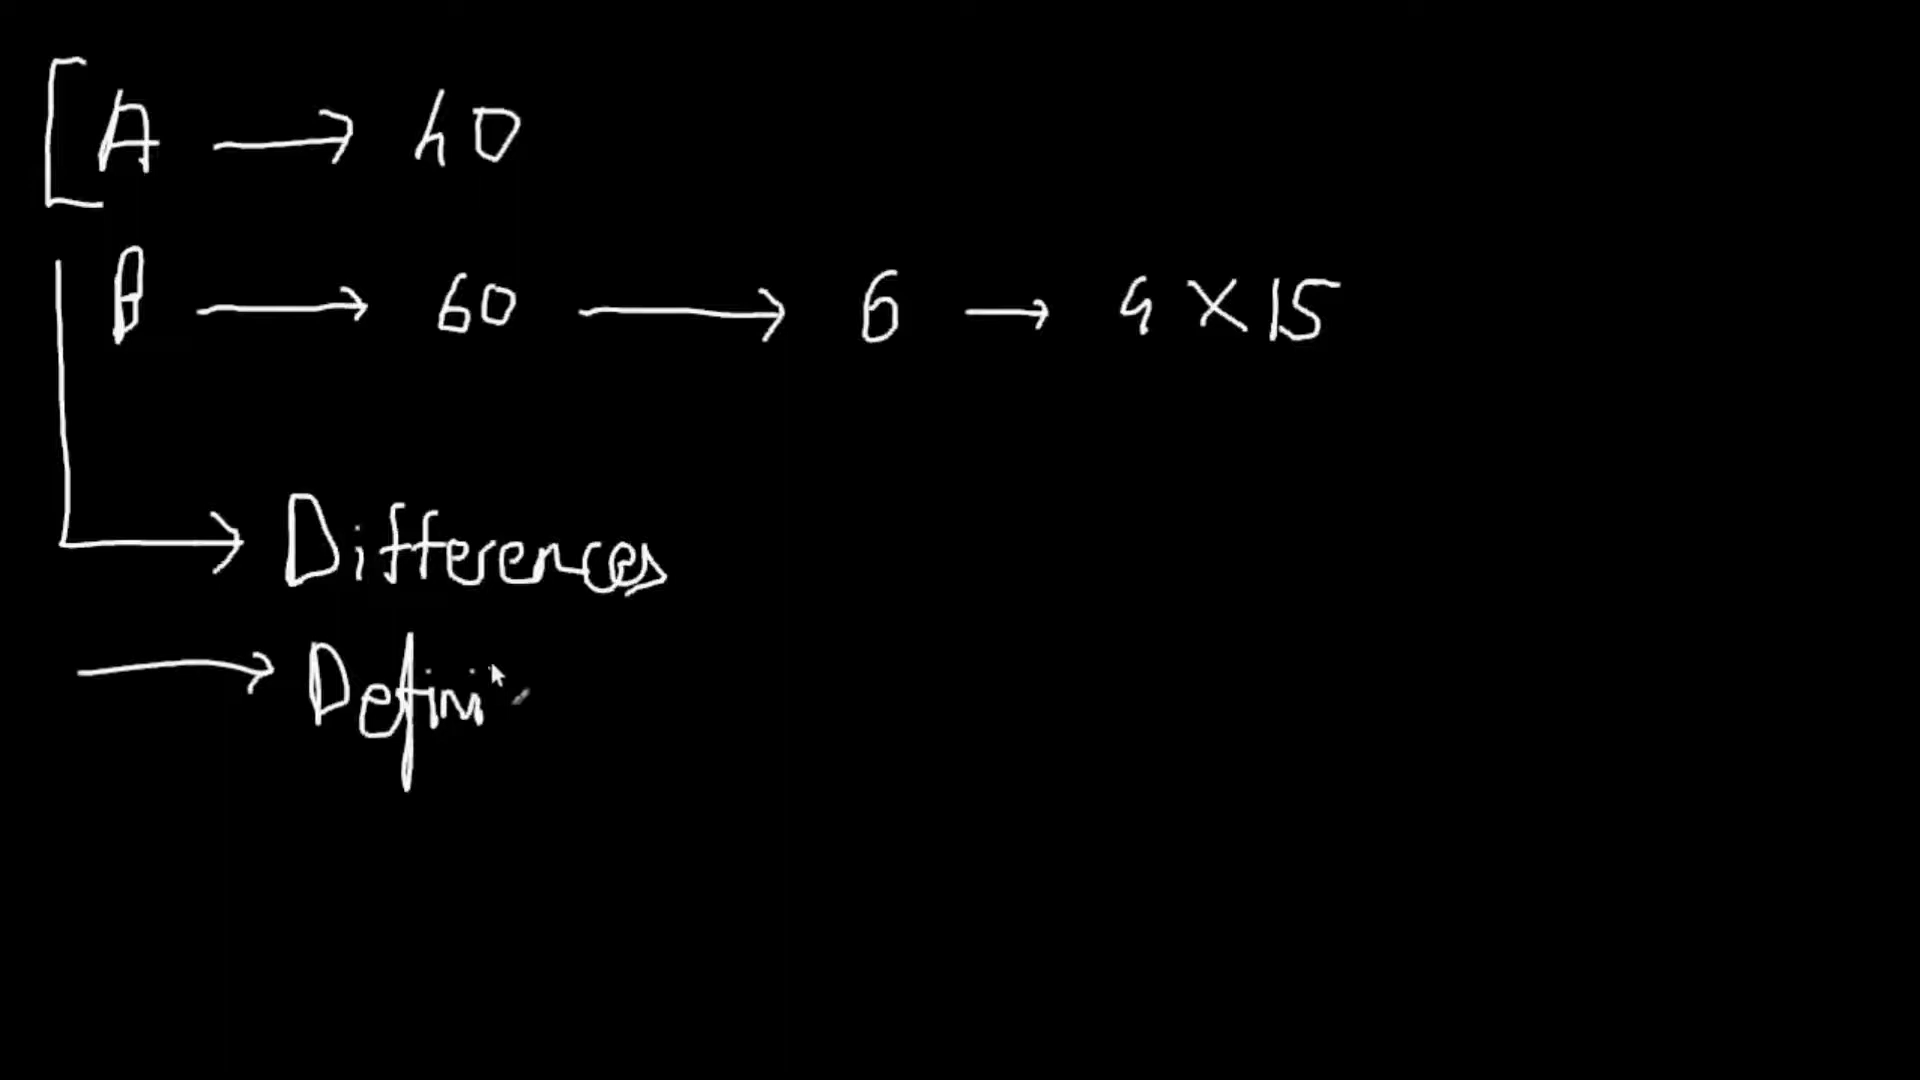 [A → 40
B → 60 → 6 → 4 X 15
→ Differences
→ Defini